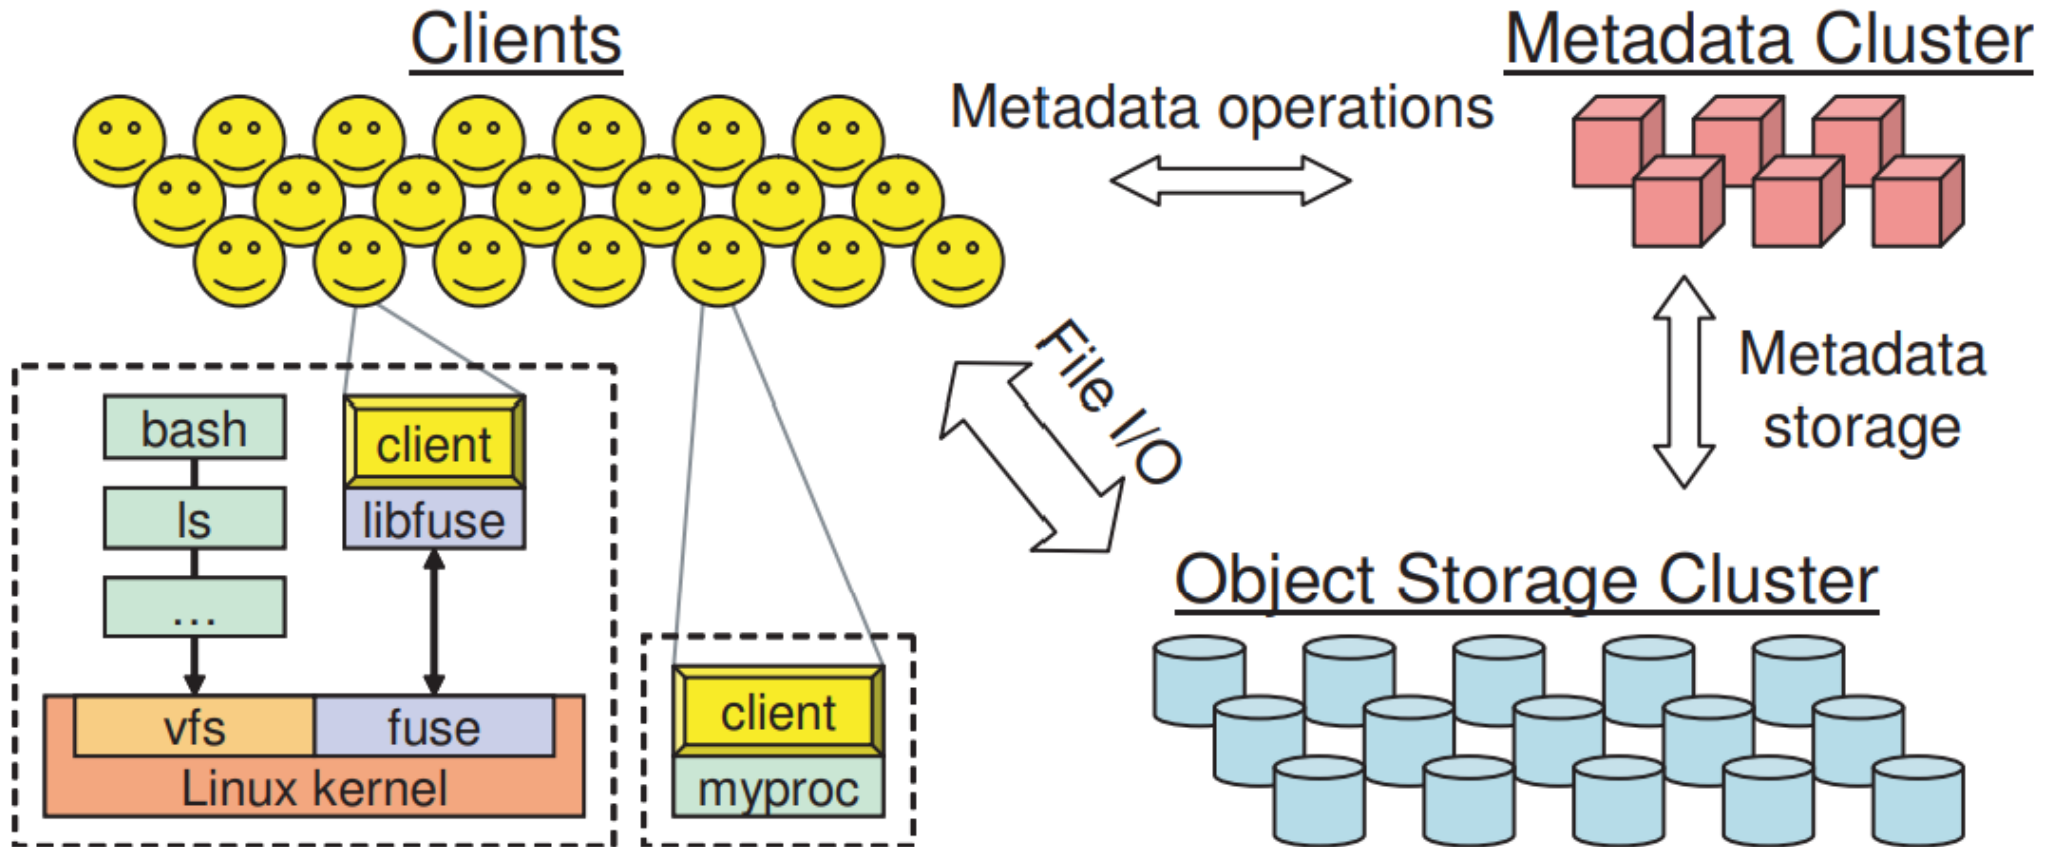 Clients
Metadata Cluster
Metadata operations
File I/O
Metadata
storage
bash
client
ls
libfuse
...
vfs
fuse
Linux kernel
client
myproc
Object Storage Cluster